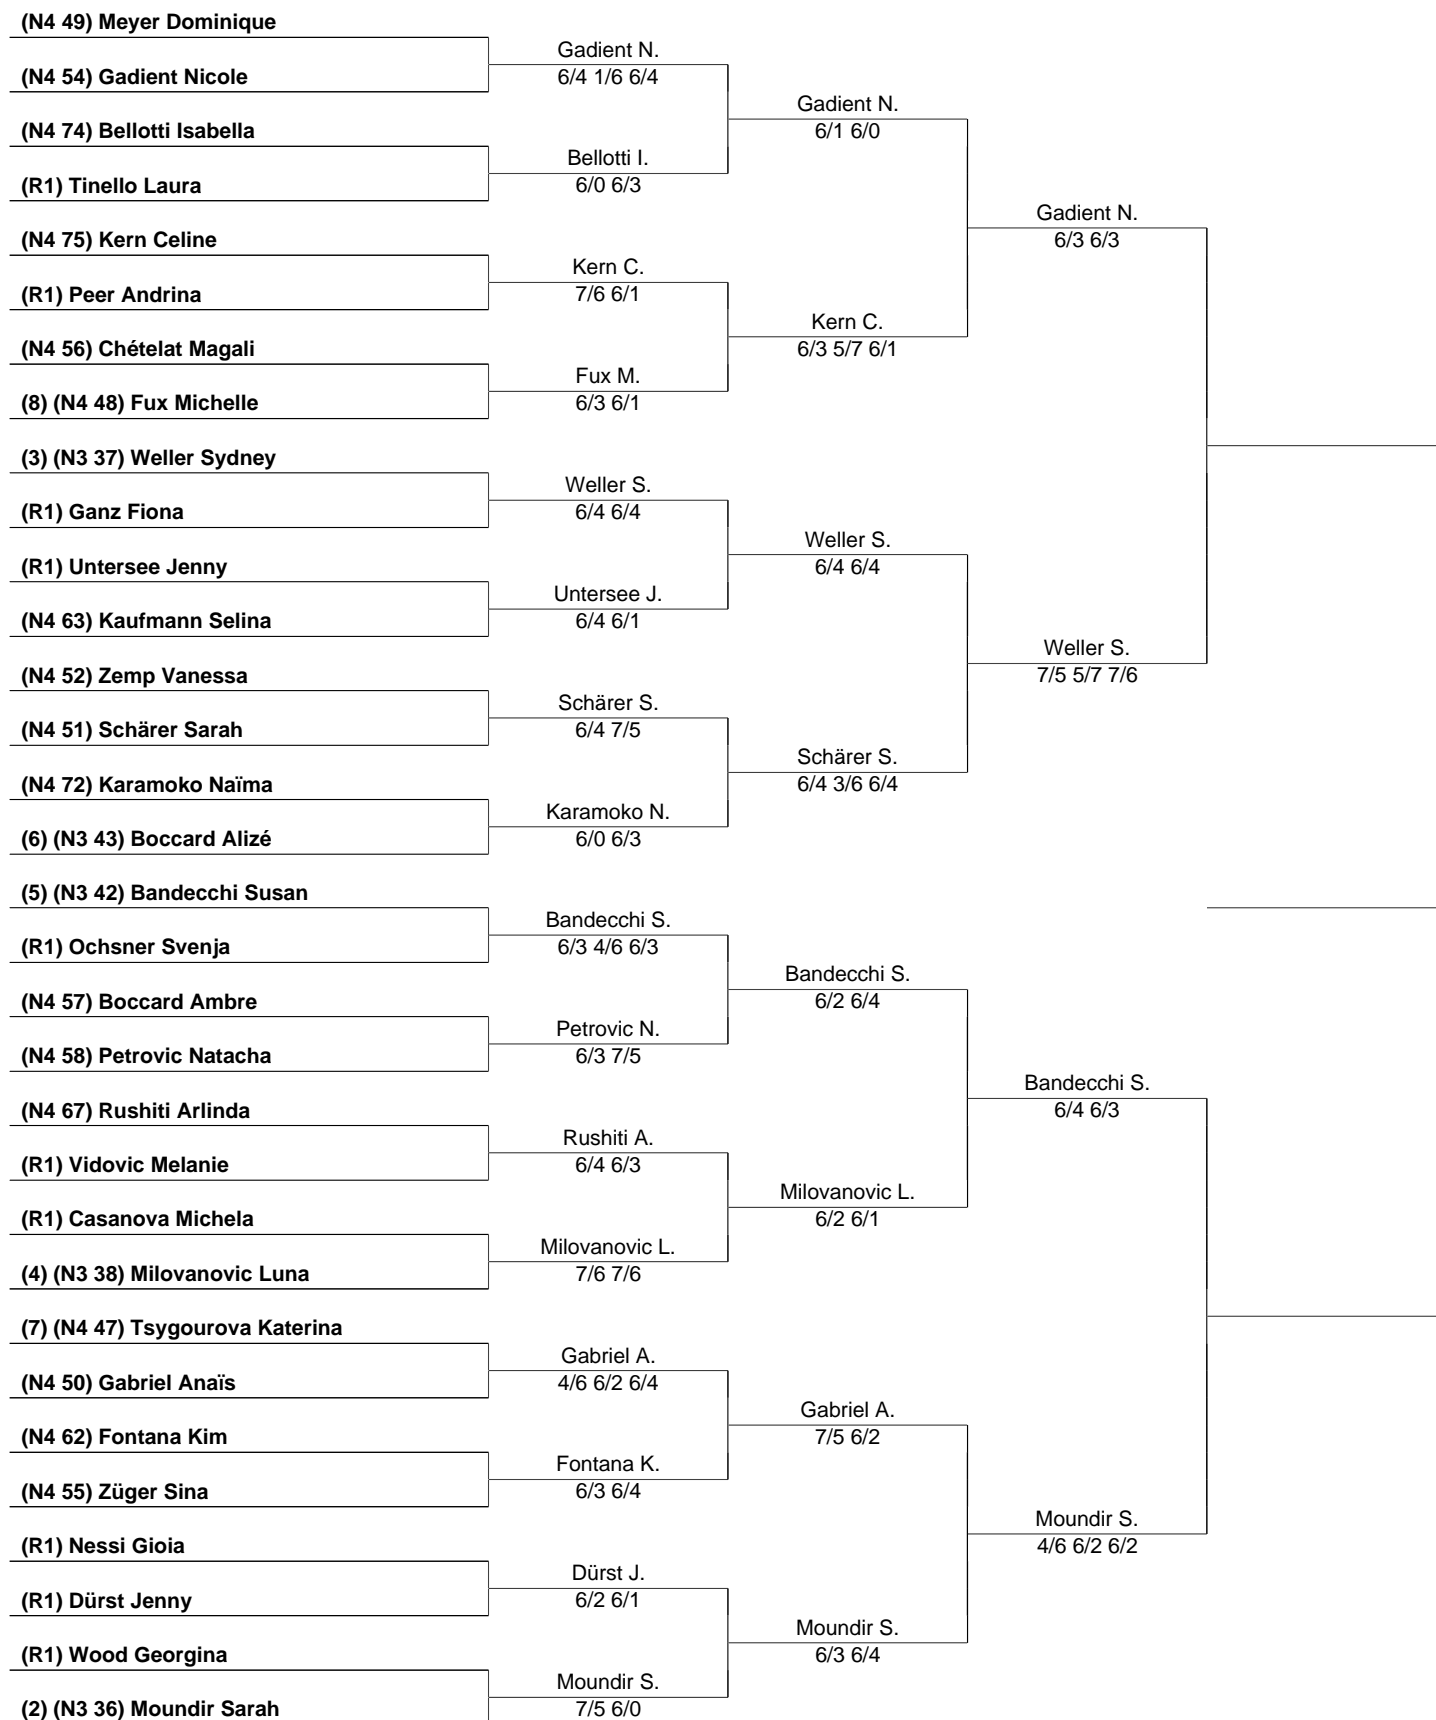 (N4 49) Meyer Dominique
Gadient N.
(N4 54) Gadient Nicole
6/4 1/6 6/4
Gadient N.
(N4 74) Bellotti Isabella
6/1 6/0
Bellotti I.
(R1) Tinello Laura
6/0 6/3
Gadient N.
(N4 75) Kern Celine
6/3 6/3
Kern C.
(R1) Peer Andrina
7/6 6/1
Kern C.
(N4 56) Chételat Magali
6/3 5/7 6/1
Fux M.
(8) (N4 48) Fux Michelle
6/3 6/1
(3) (N3 37) Weller Sydney
Weller S.
(R1) Ganz Fiona
6/4 6/4
Weller S.
(R1) Untersee Jenny
6/4 6/4
Untersee J.
(N4 63) Kaufmann Selina
6/4 6/1
Weller S.
(N4 52) Zemp Vanessa
7/5 5/7 7/6
Schärer S.
(N4 51) Schärer Sarah
6/4 7/5
Schärer S.
(N4 72) Karamoko Naïma
6/4 3/6 6/4
Karamoko N.
(6) (N3 43) Boccard Alizé
6/0 6/3
(5) (N3 42) Bandecchi Susan
Bandecchi S.
(R1) Ochsner Svenja
6/3 4/6 6/3
Bandecchi S.
(N4 57) Boccard Ambre
6/2 6/4
Petrovic N.
(N4 58) Petrovic Natacha
6/3 7/5
Bandecchi S.
(N4 67) Rushiti Arlinda
6/4 6/3
Rushiti A.
(R1) Vidovic Melanie
6/4 6/3
Milovanovic L.
(R1) Casanova Michela
6/2 6/1
Milovanovic L.
(4) (N3 38) Milovanovic Luna
7/6 7/6
(7) (N4 47) Tsygourova Katerina
Gabriel A.
(N4 50) Gabriel Anaïs
4/6 6/2 6/4
Gabriel A.
(N4 62) Fontana Kim
7/5 6/2
Fontana K.
(N4 55) Züger Sina
6/3 6/4
Moundir S.
(R1) Nessi Gioia
4/6 6/2 6/2
Dürst J.
(R1) Dürst Jenny
6/2 6/1
Moundir S.
(R1) Wood Georgina
6/3 6/4
Moundir S.
(2) (N3 36) Moundir Sarah
7/5 6/0